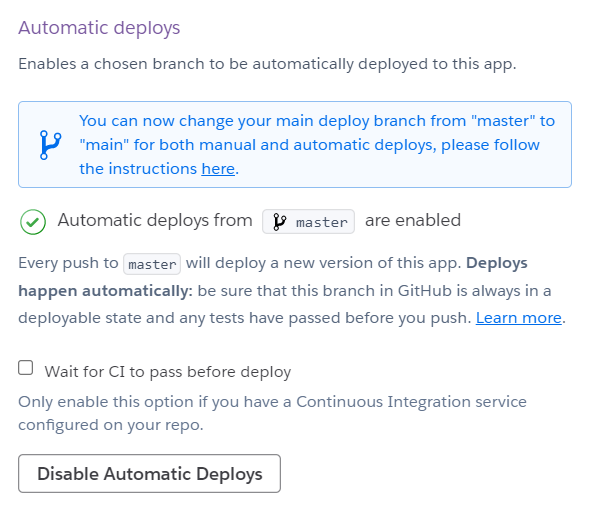 Automatic deploys
Enables a chosen branch to be automatically deployed to this app.
You can now change your main deploy branch from "master" to
"main" for both manual and automatic deploys, please follow
the instructions here.
Automatic deploys from master are enabled
Every push to master will deploy a new version of this app. Deploys
happen automatically: be sure that this branch in GitHub is always in a
deployable state and any tests have passed before you push. Learn more.
Wait for CI to pass before deploy
Only enable this option if you have a Continuous Integration service
configured on your repo.
Disable Automatic Deploys